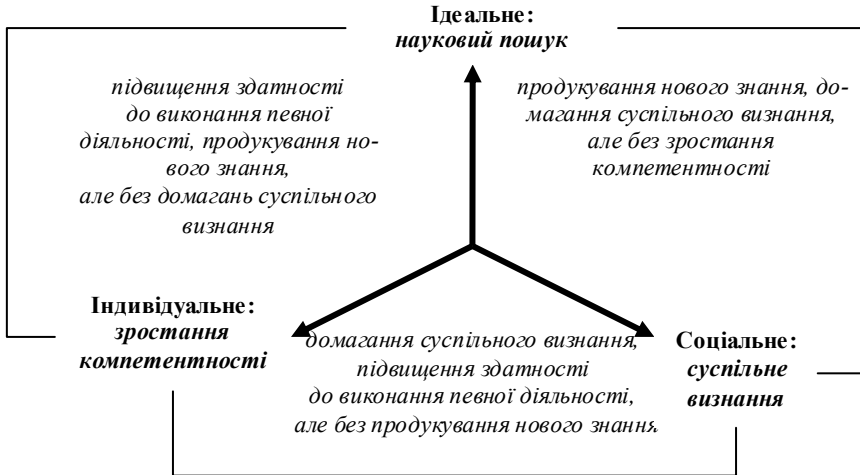 Ідеальне:
науковий пошук
підвищення здатності
до виконання певної
діяльності, продукування но-
вого знання,
але без домагань суспільного
визнання
продукування нового знання, до-
магання суспільного визнання,
але без зростання
компетентності
Індивідуальне:
зростання
компетентності
домагання суспільного визнання,
підвищення здатності
до виконання певної діяльності,
але без продукування нового знання.
Соціальне:
суспільне
визнання